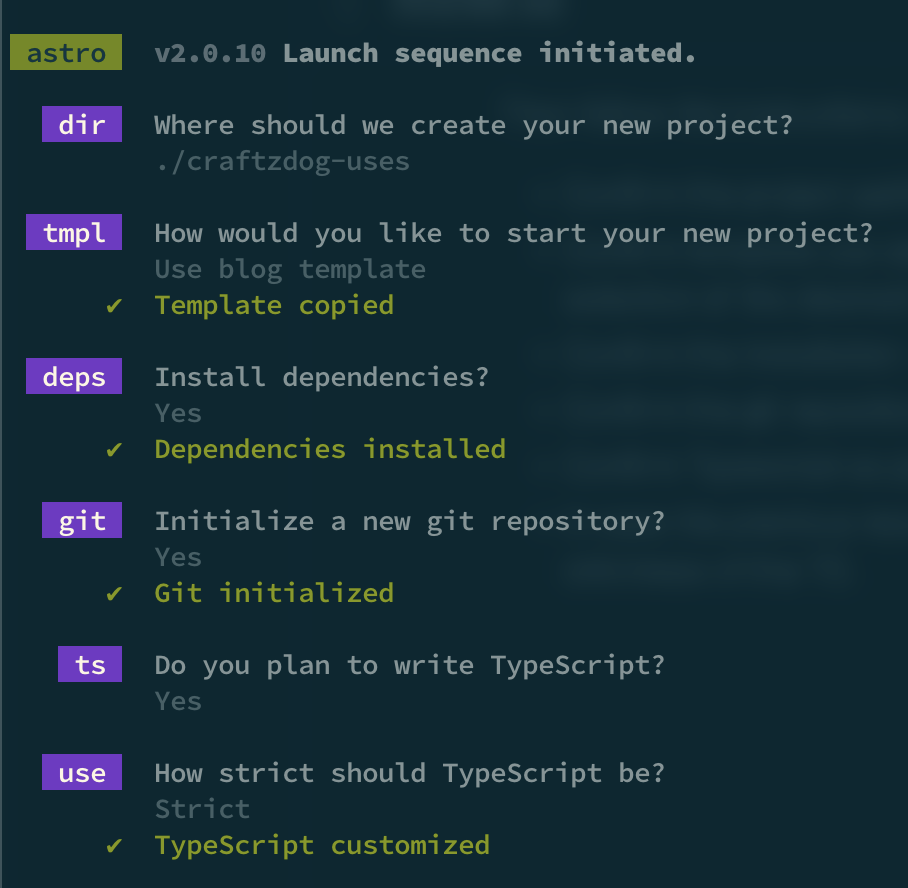 astro v2.0.10 Launch sequence initiated.
dir Where should we create your new project?
./craftzdog-uses
tmpl How would you like to start your new project?
Use blog template
✔ Template copied
deps Install dependencies?
Yes
✔ Dependencies installed
git Initialize a new git repository?
Yes
✔ Git initialized
ts Do you plan to write TypeScript?
Yes
use How strict should TypeScript be?
Strict
✔ TypeScript customized